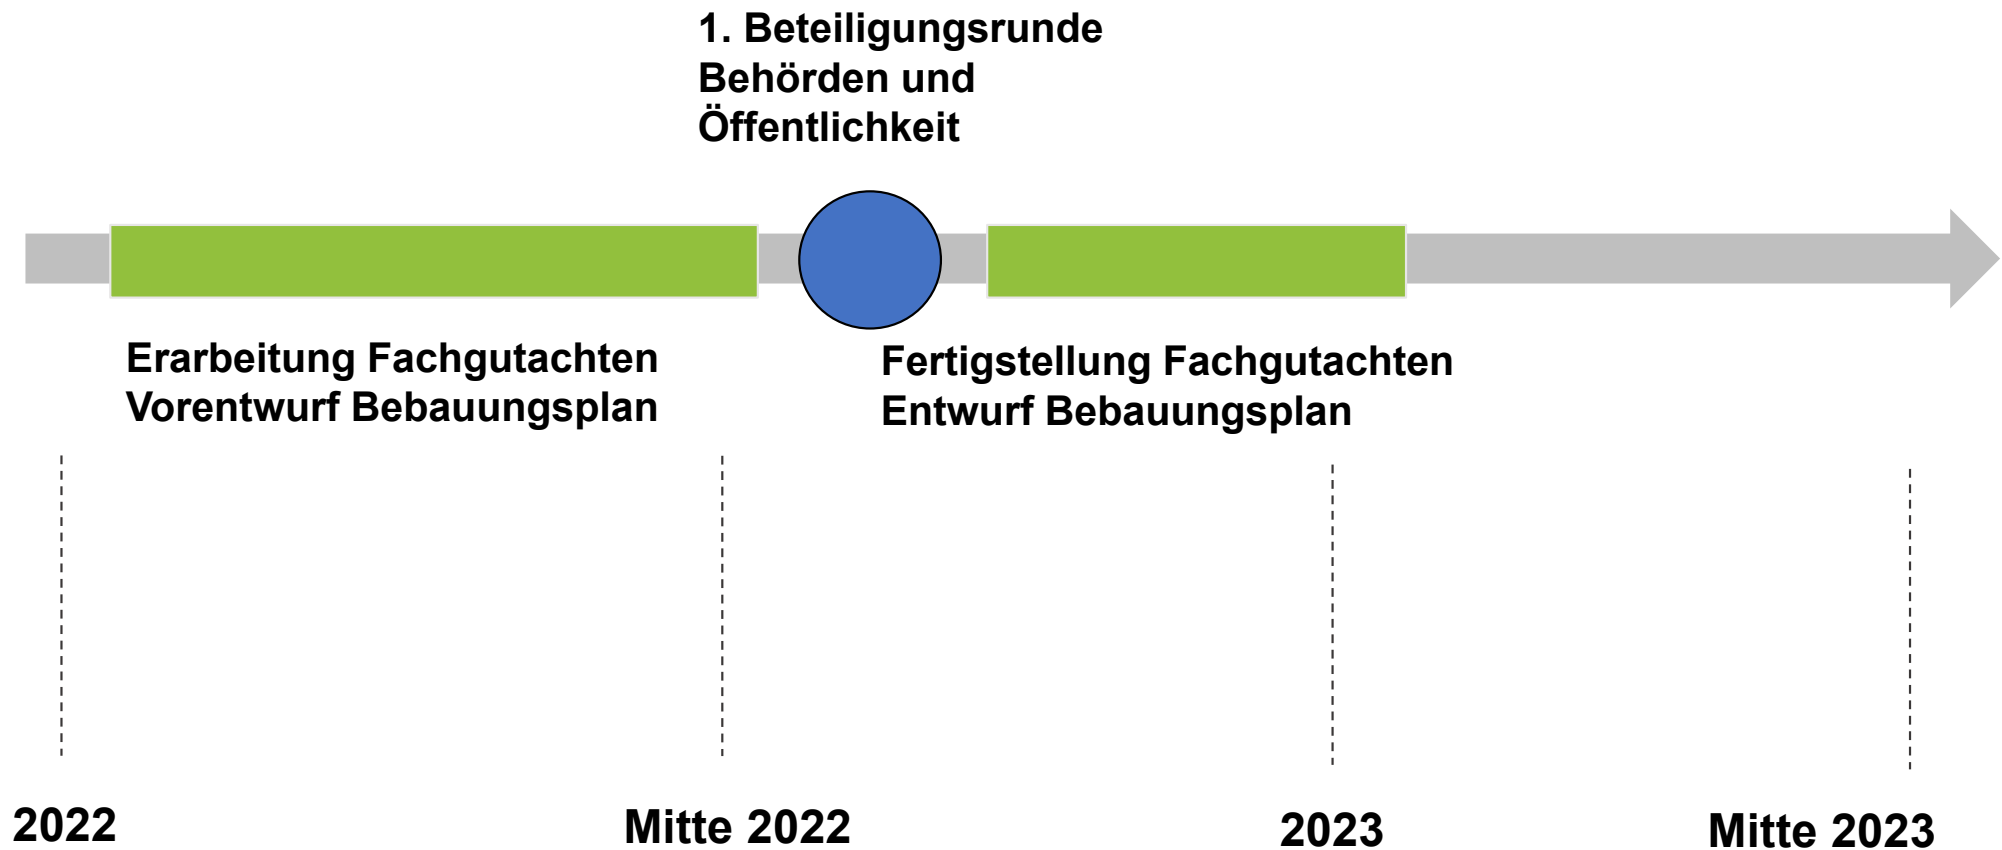 1. Beteiligungsrunde
Behörden und
Öffentlichkeit
Erarbeitung Fachgutachten
Vorentwurf Bebauungsplan
Fertigstellung Fachgutachten
Entwurf Bebauungsplan
2022
Mitte 2022
2023
Mitte 2023